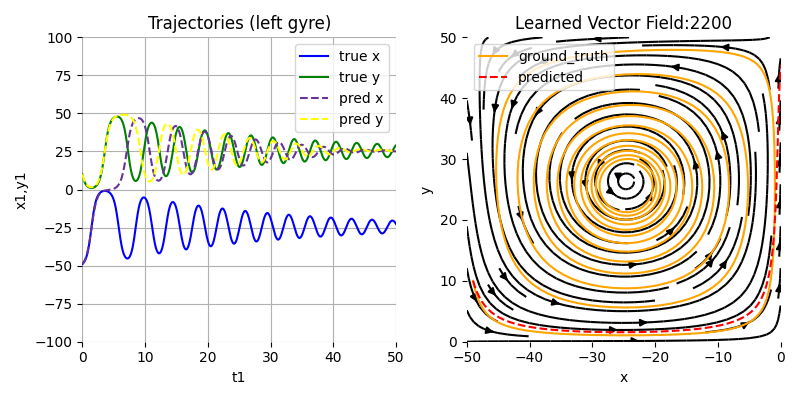 Trajectories (left gyre)
100
75
50
25
0
−25
−50
−75
−100
x1,y1
0
10
20
30
40
50
t1
true x
true y
pred x
pred y
Learned Vector Field:2200
50
40
30
20
10
0
y
−50
−40
−30
−20
−10
0
x
ground_truth
predicted